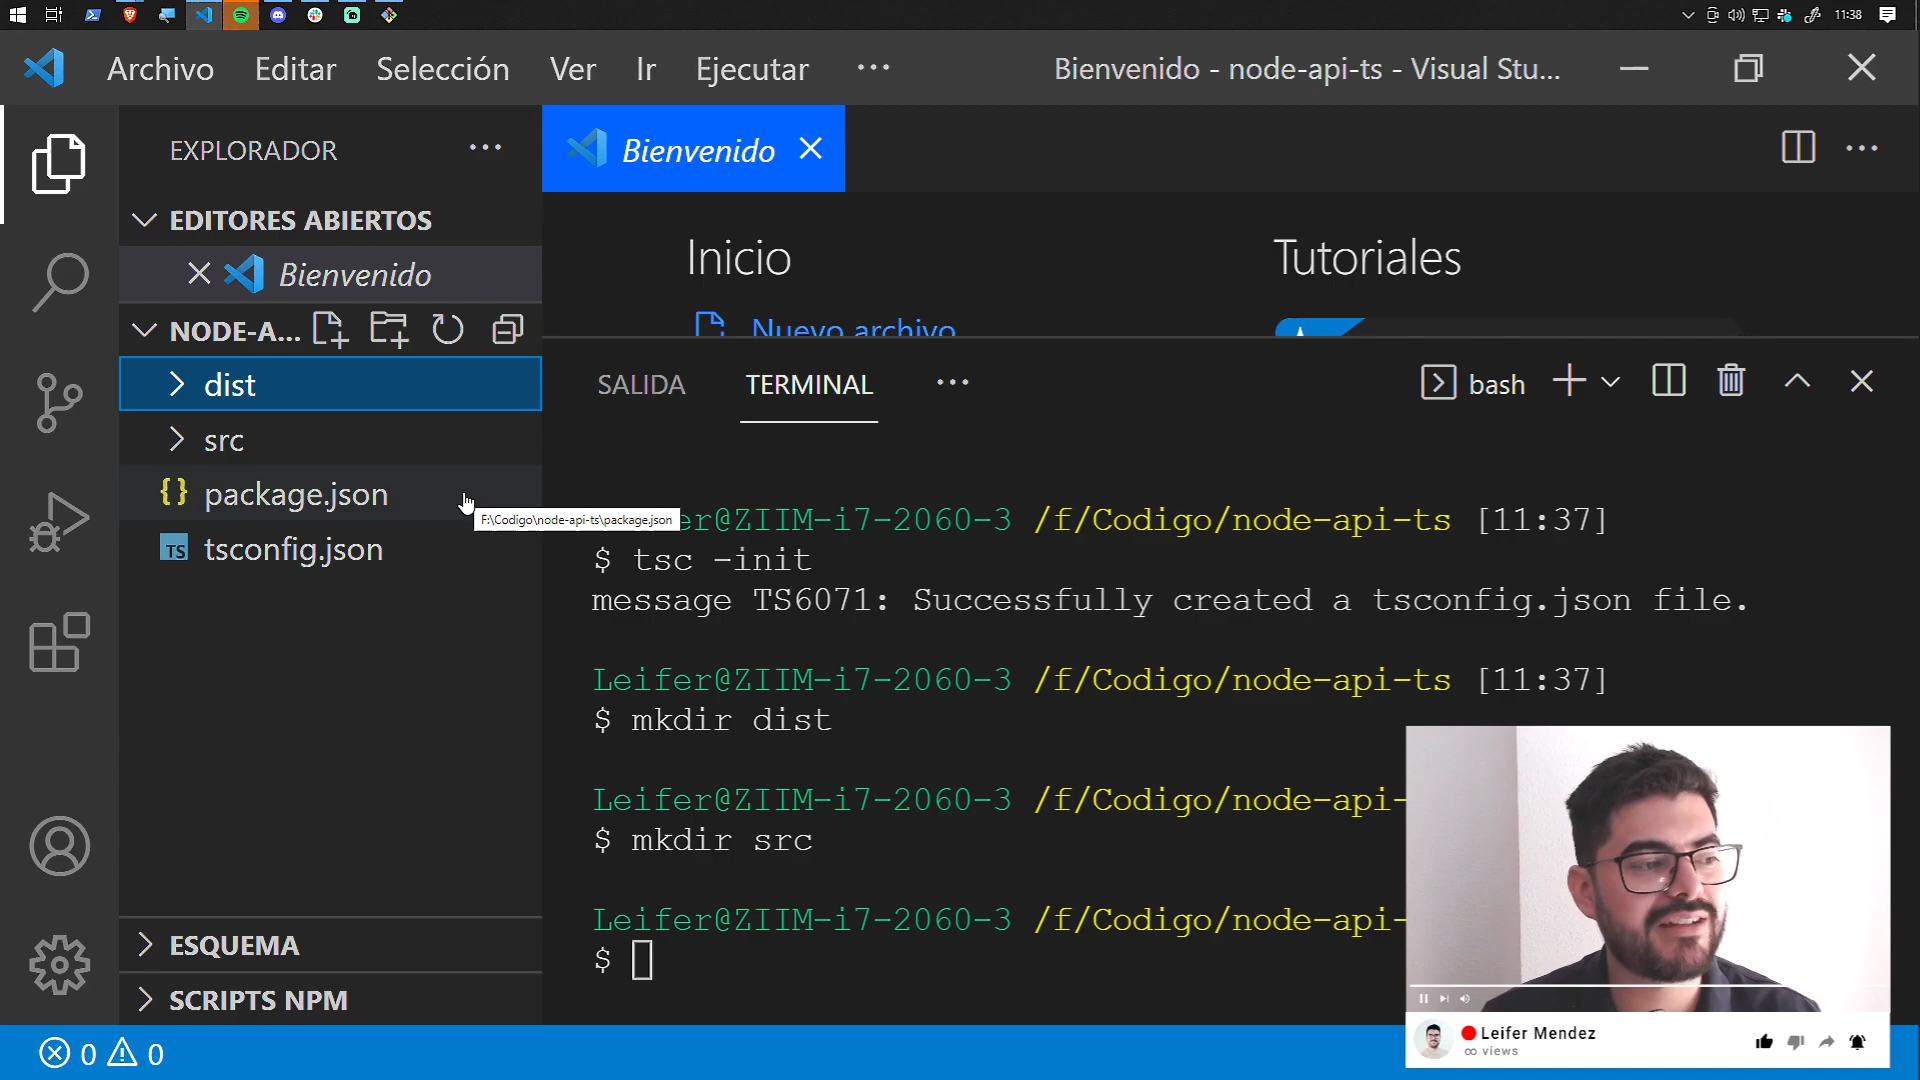 11:38
Archivo Editar Selección Ver Ir Ejecutar ···
Bienvenido - node-api-ts - Visual Stu...
EXPLORADOR
Bienvenido
EDITORES ABIERTOS
Bienvenido
NODE-A...
dist
src
package.json
tsconfig.json
F:\Codigo\node-api-ts\package.json
ESQUEMA
SCRIPTS NPM
Inicio
Tutoriales
Nuevo archivo
SALIDA TERMINAL ···
bash
er@ZIIM-i7-2060-3 /f/Codigo/node-api-ts [11:37]
$ tsc -init
message TS6071: Successfully created a tsconfig.json file.
Leifer@ZIIM-i7-2060-3 /f/Codigo/node-api-ts [11:37]
$ mkdir dist
Leifer@ZIIM-i7-2060-3 /f/Codigo/node-api-
$ mkdir src
Leifer@ZIIM-i7-2060-3 /f/Codigo/node-api-
$
Leifer Mendez
∞ views
0 0